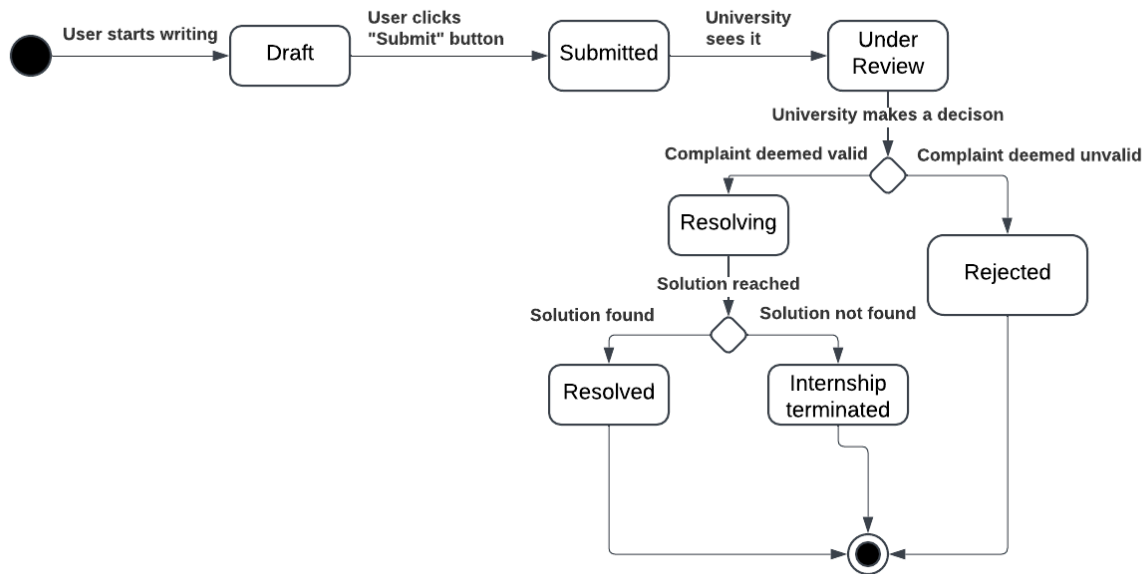 User starts writing
Draft
User clicks
"Submit" button
Submitted
University
sees it
Under
Review
University makes a decison
Complaint deemed valid
Complaint deemed unvalid
Resolving
Rejected
Solution reached
Solution found
Solution not found
Resolved
Internship
terminated